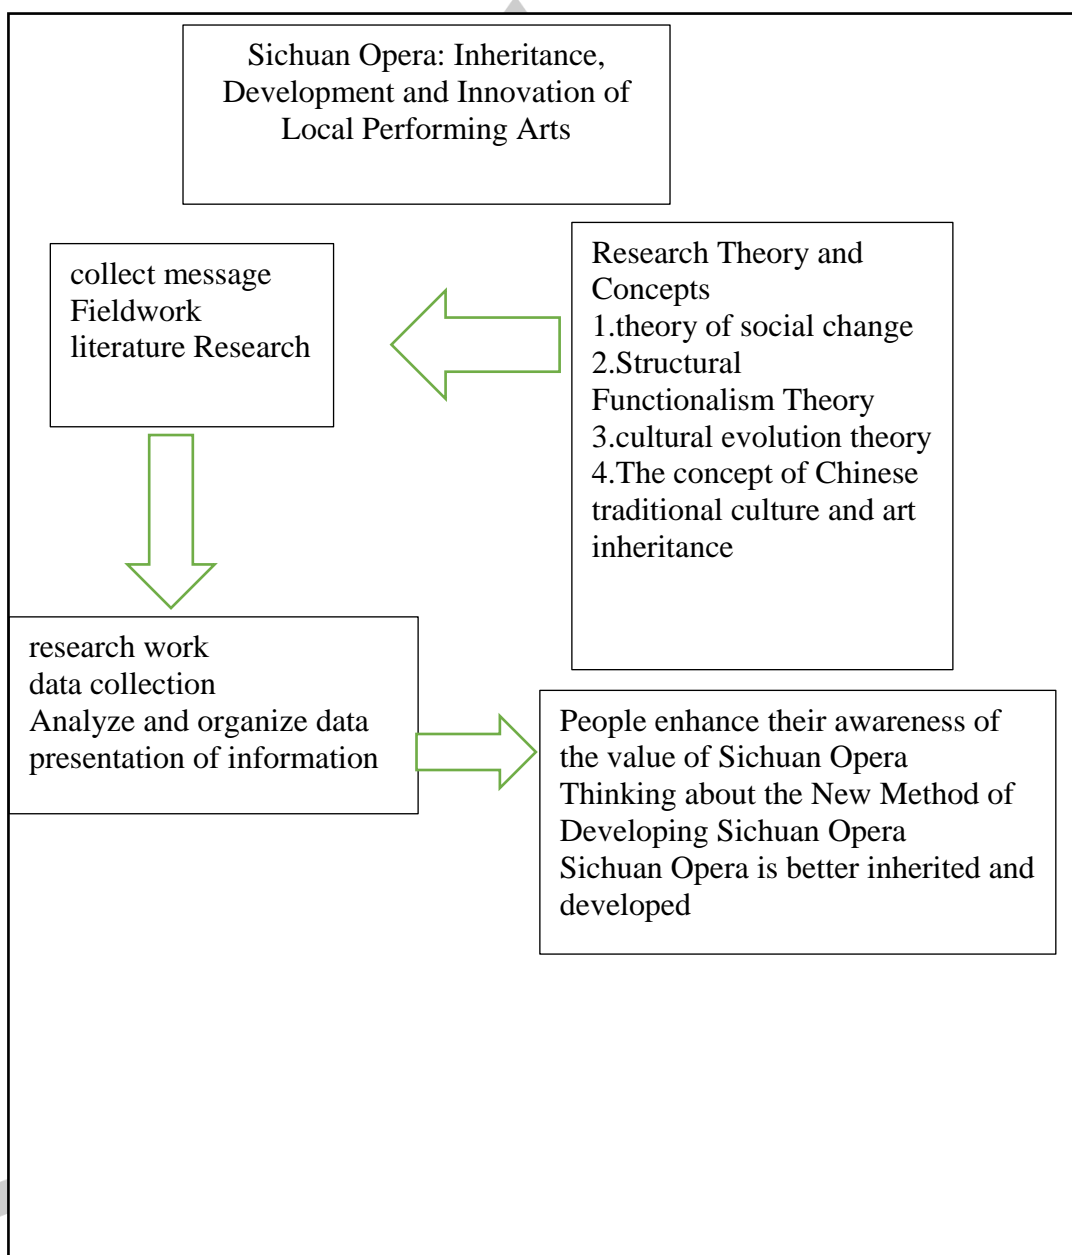 Sichuan Opera: Inheritance,
Development and Innovation of
Local Performing Arts
collect message
Fieldwork
literature Research
Research Theory and
Concepts
1.theory of social change
2.Structural
Functionalism Theory
3.cultural evolution theory
4.The concept of Chinese
traditional culture and art
inheritance
research work
data collection
Analyze and organize data
presentation of information
People enhance their awareness of
the value of Sichuan Opera
Thinking about the New Method of
Developing Sichuan Opera
Sichuan Opera is better inherited and
developed